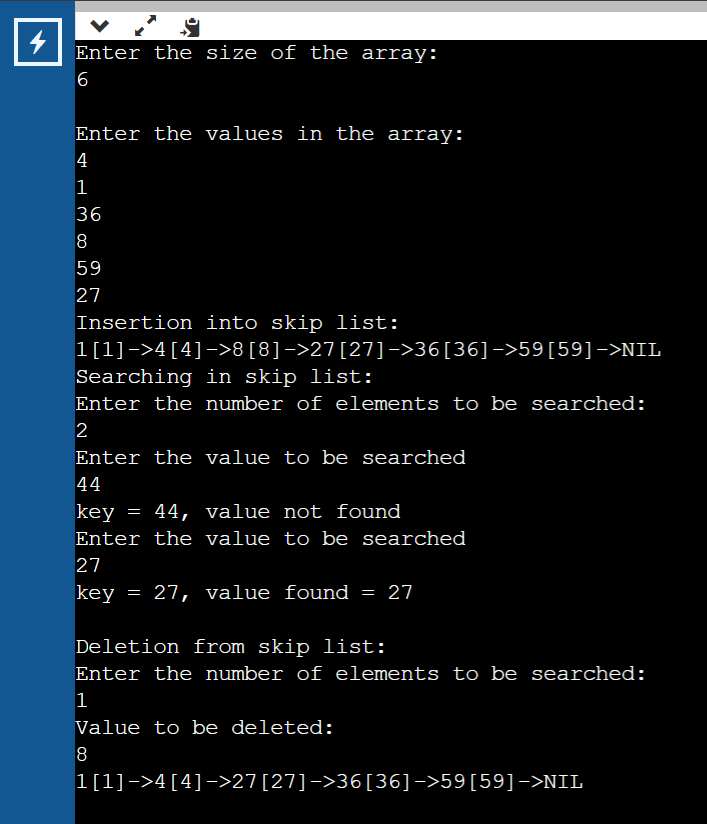 Enter the size of the array:
6
Enter the values in the array:
4
1
36
8
59
27
Insertion into skip list:
1[1]->4[4]->8[8]->27[27]->36[36]->59[59]->NIL
Searching in skip list:
Enter the number of elements to be searched:
2
Enter the value to be searched
44
key = 44, value not found
Enter the value to be searched
27
key = 27, value found = 27
Deletion from skip list:
Enter the number of elements to be searched:
1
Value to be deleted:
8
1[1]->4[4]->27[27]->36[36]->59[59]->NIL